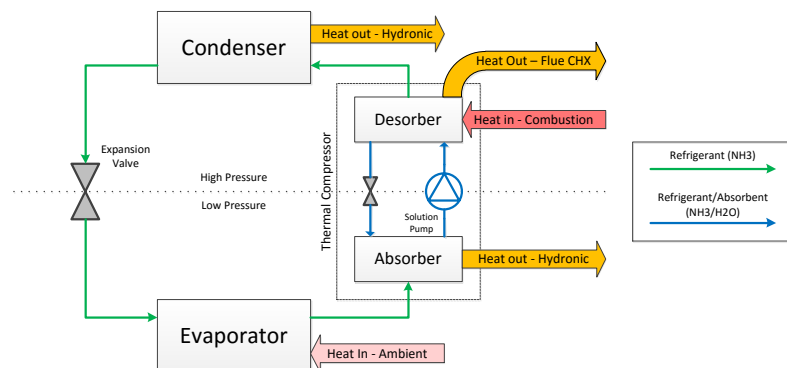 Condenser
Heat out - Hydronic
Heat Out – Flue CHX
Desorber
Heat in - Combustion
Expansion
Valve
High Pressure
Low Pressure
Thermal Compressor
Solution
Pump
Absorber
Heat out - Hydronic
Evaporator
Heat In - Ambient
Refrigerant (NH3)
Refrigerant/Absorbent
(NH3/H2O)